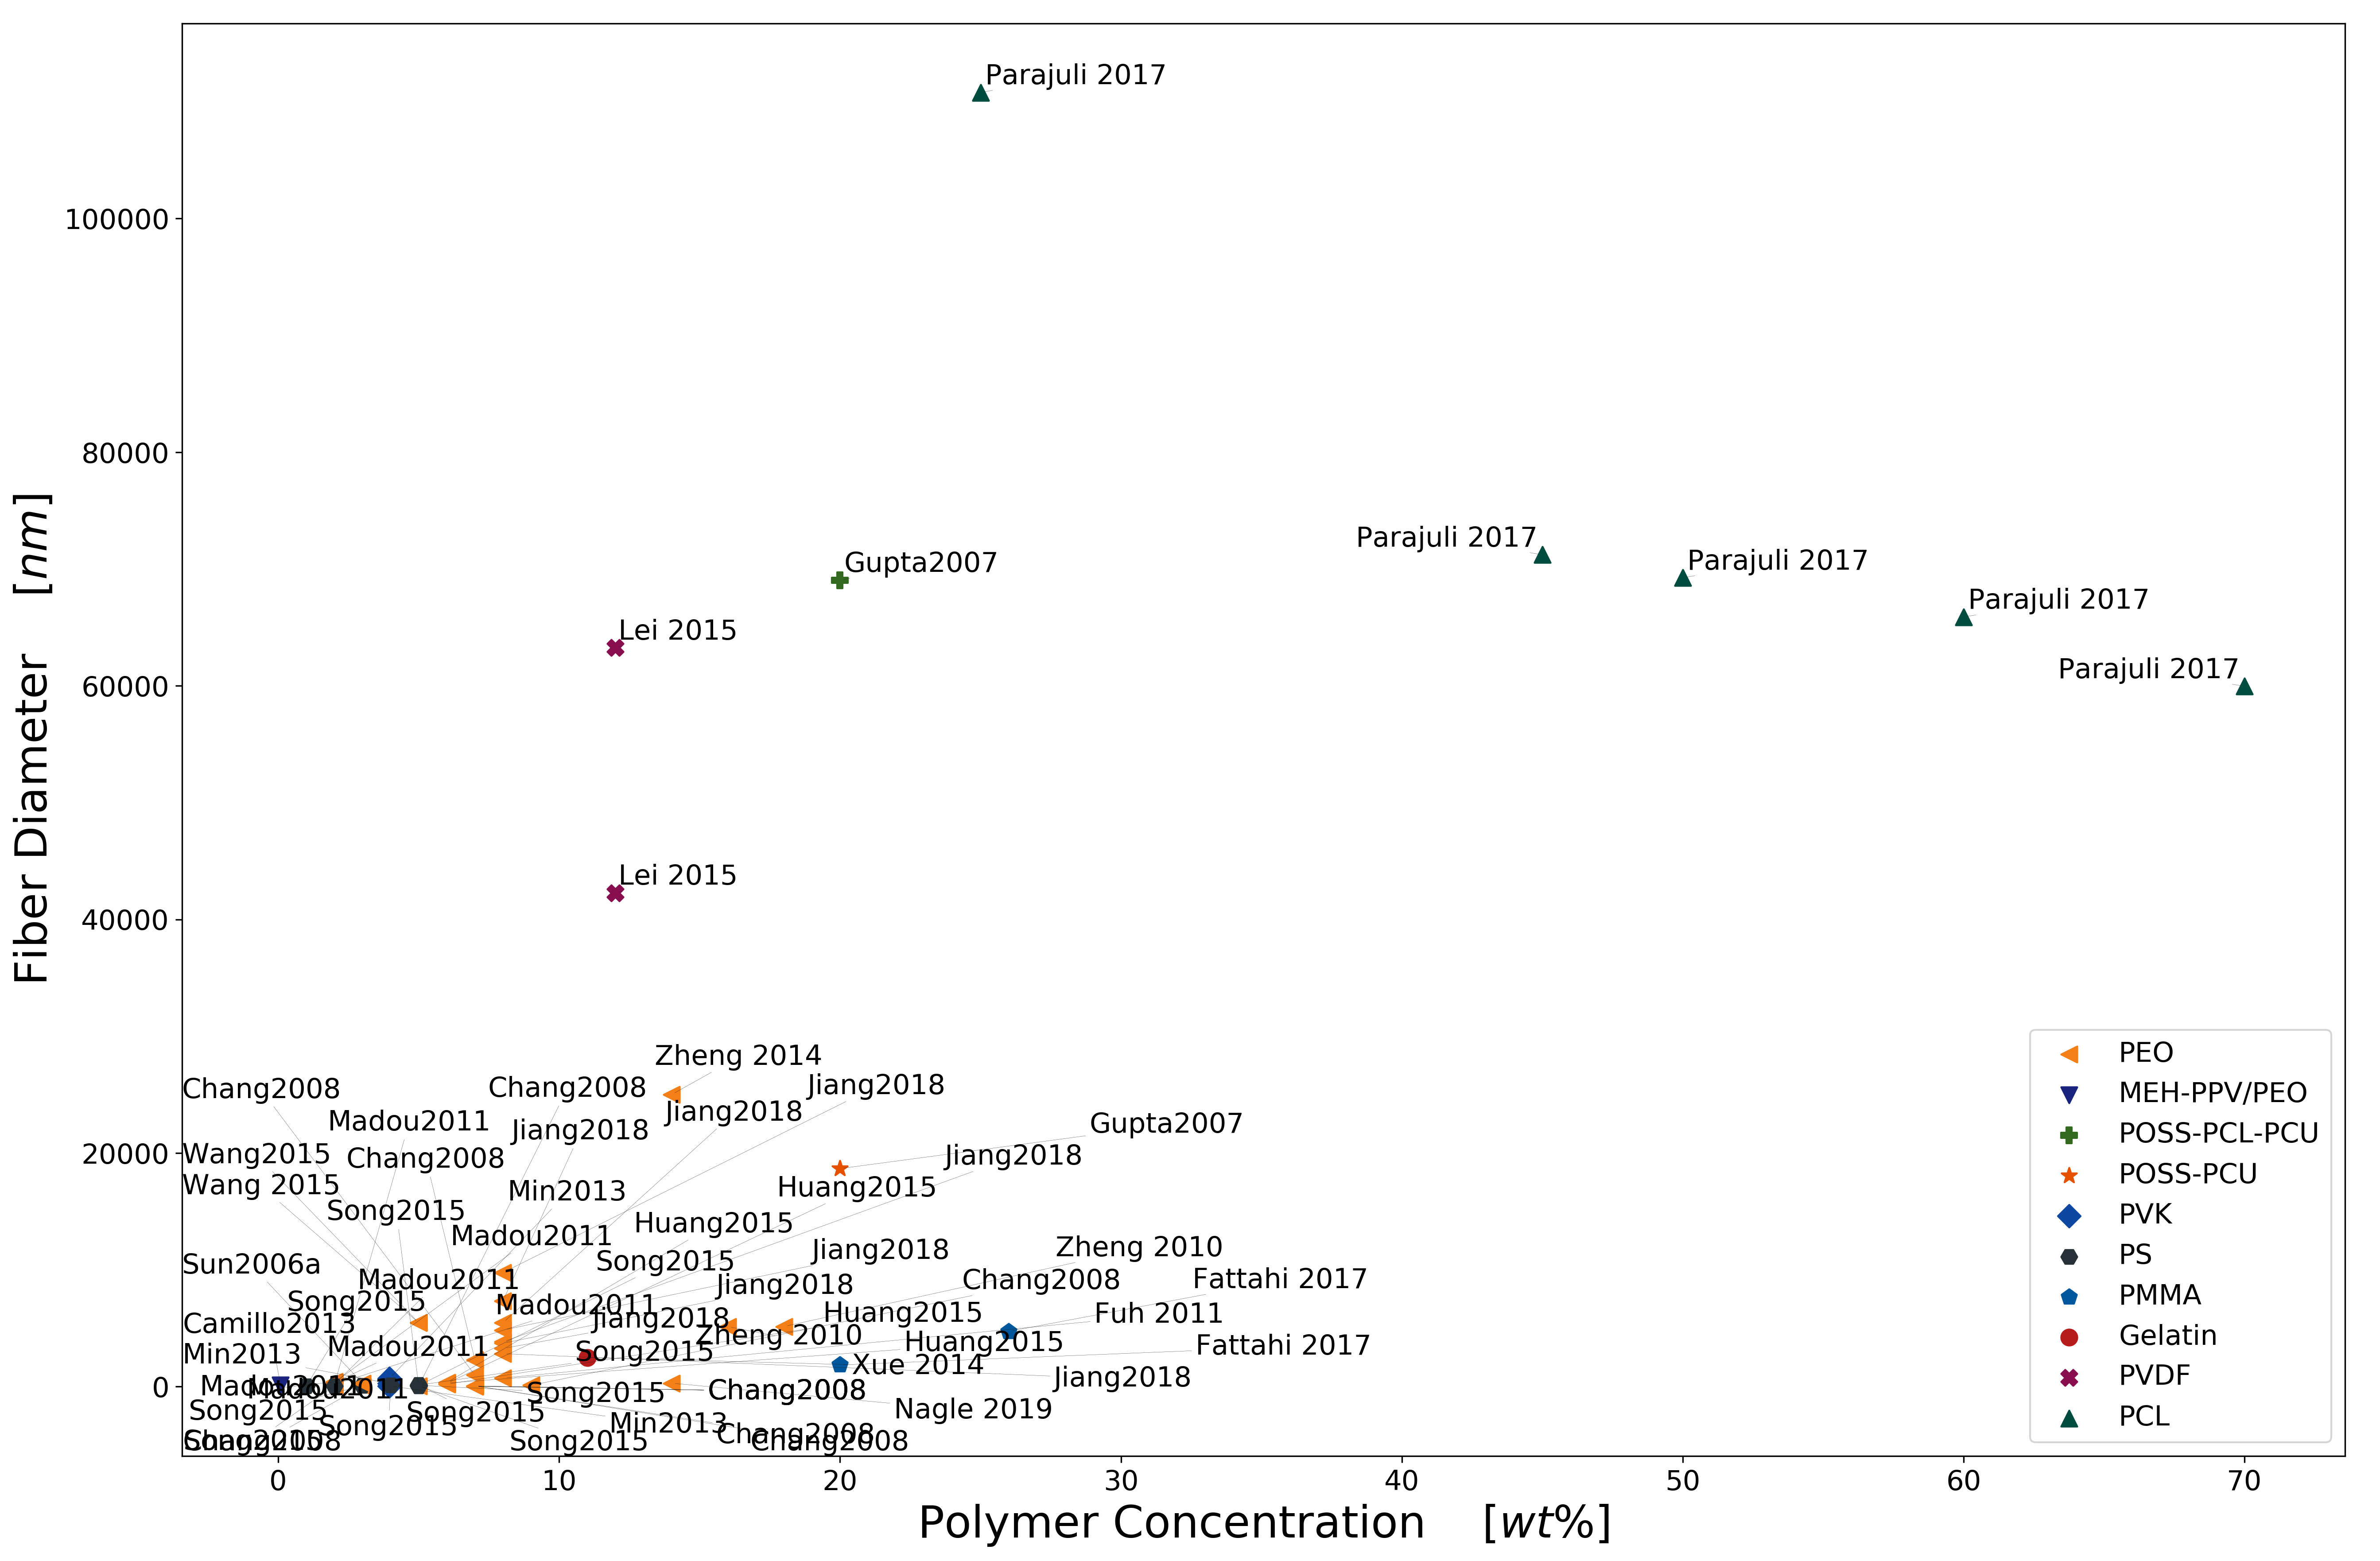 Parajuli 2017
100000
Parajuli 2017
Parajuli 2017
Gupta2007
Parajuli 2017
Lei 2015
Parajuli 2017
80000
60000
Lei 2015
40000
Fiber Diameter [nm]
Zheng 2014
Chang2008
Chang2008
Jiang2018
Madou2011
Jiang2018
Jiang2018
Gupta2007
20000
Wang2015
Chang2008
Jiang2018
Wang 2015
Min2013
Huang2015
Song2015
Madou2011
Huang2015
Sun2006a
Song2015
Jiang2018
Zheng 2010
Madou2011
Jiang2018
Chang2008
Fattahi 2017
Song2015
Madou2011
Camillo2013
Jiang2018
Huang2015
Fuh 2011
Madou2011
Zheng 2010
Huang2015
Fattahi 2017
Min2013
Song2015
Xue 2014
Jiang2018
0
Madou2011
Madou2011
Song2015
Chang2008
Song2015
Song2015
Song2015
Min2013
Chang2008
Nagle 2019
Song2015
Chang2008
Song2015
Chang2008
PEO
MEH-PPV/PEO
POSS-PCL-PCU
POSS-PCU
PVK
PS
PMMA
Gelatin
PVDF
PCL
0 10 20 30 40 50 60 70
Polymer Concentration [wt%]